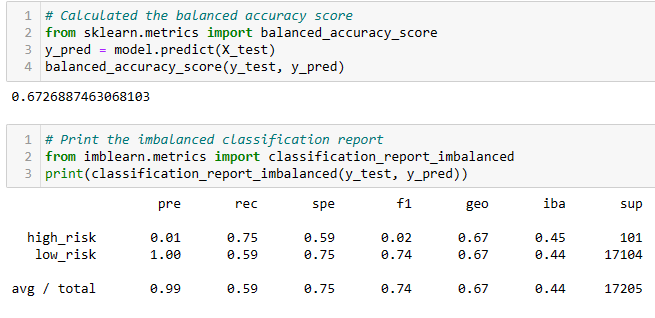 1 # Calculated the balanced accuracy score
2 from sklearn.metrics import balanced_accuracy_score
3 y_pred = model.predict(X_test)
4 balanced_accuracy_score(y_test, y_pred)
0.6726887463068103
1 # Print the imbalanced classification report
2 from imblearn.metrics import classification_report_imbalanced
3 print(classification_report_imbalanced(y_test, y_pred))
pre rec spe f1 geo iba sup
high_risk 0.01 0.75 0.59 0.02 0.67 0.45 101
low_risk 1.00 0.59 0.75 0.74 0.67 0.44 17104
avg / total 0.99 0.59 0.75 0.74 0.67 0.44 17205